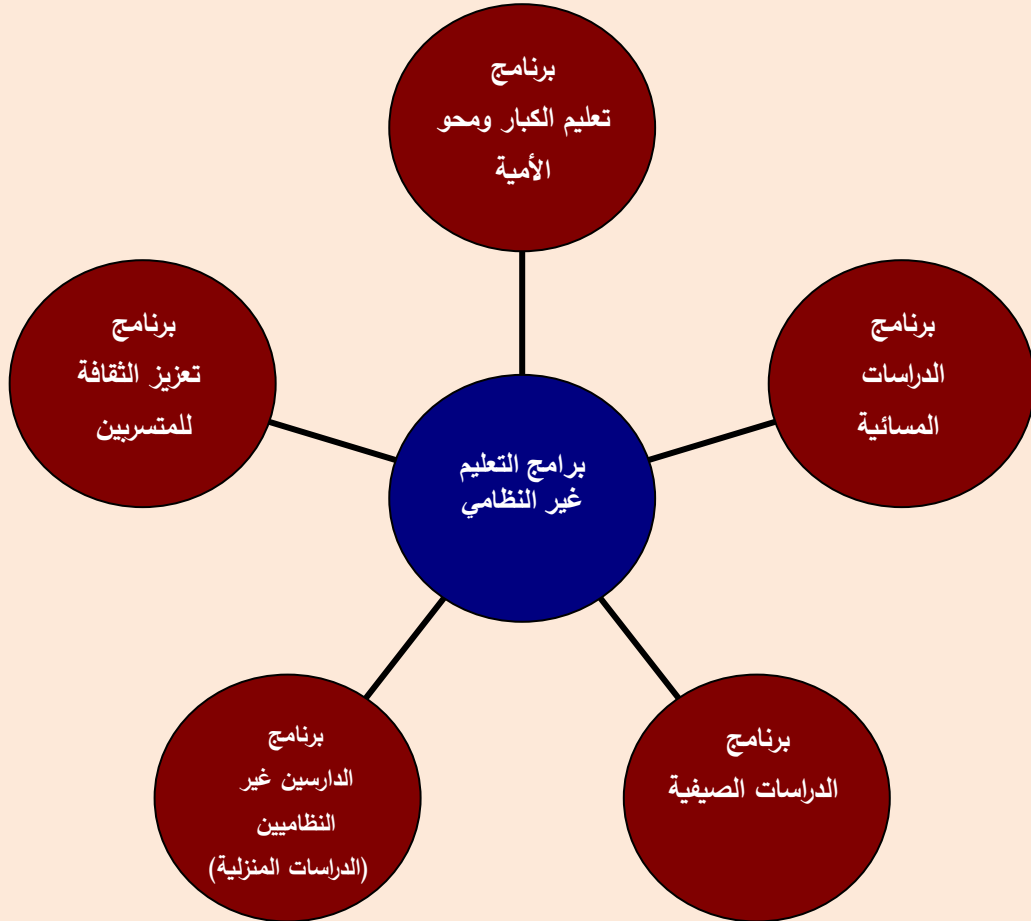 برنامج
تعليم الكبار ومحو
الأمية
برنامج
الدراسات
المسائية
برنامج
تعزيز الثقافة
للمتسربين
برامج التعليم
غير النظامي
برنامج
الدراسات الصيفية
برنامج
الدارسين غير
النظاميين
(الدراسات المنزلية)